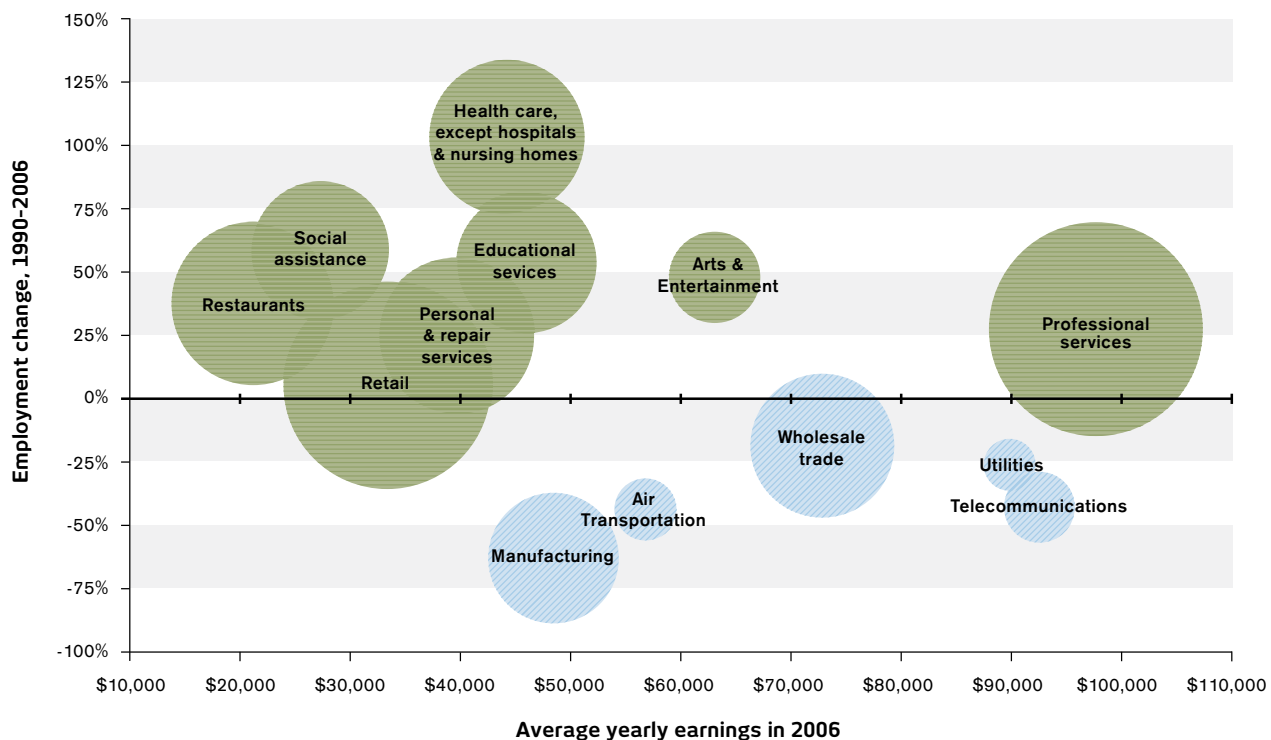 Employment change, 1990-2006
150%
125%
100%
75%
50%
25%
0%
-25%
-50%
-75%
-100%
Health care,
except hospitals
& nursing homes
Social
assistance
Educational
sevices
Arts &
Entertainment
Restaurants
Personal
& repair
services
Professional
services
Retail
Wholesale
trade
Utilities
Air
Transportation
Telecommunications
Manufacturing
$10,000
$20,000
$30,000
$40,000
$50,000
$60,000
$70,000
$80,000
$90,000
$100,000
$110,000
Average yearly earnings in 2006